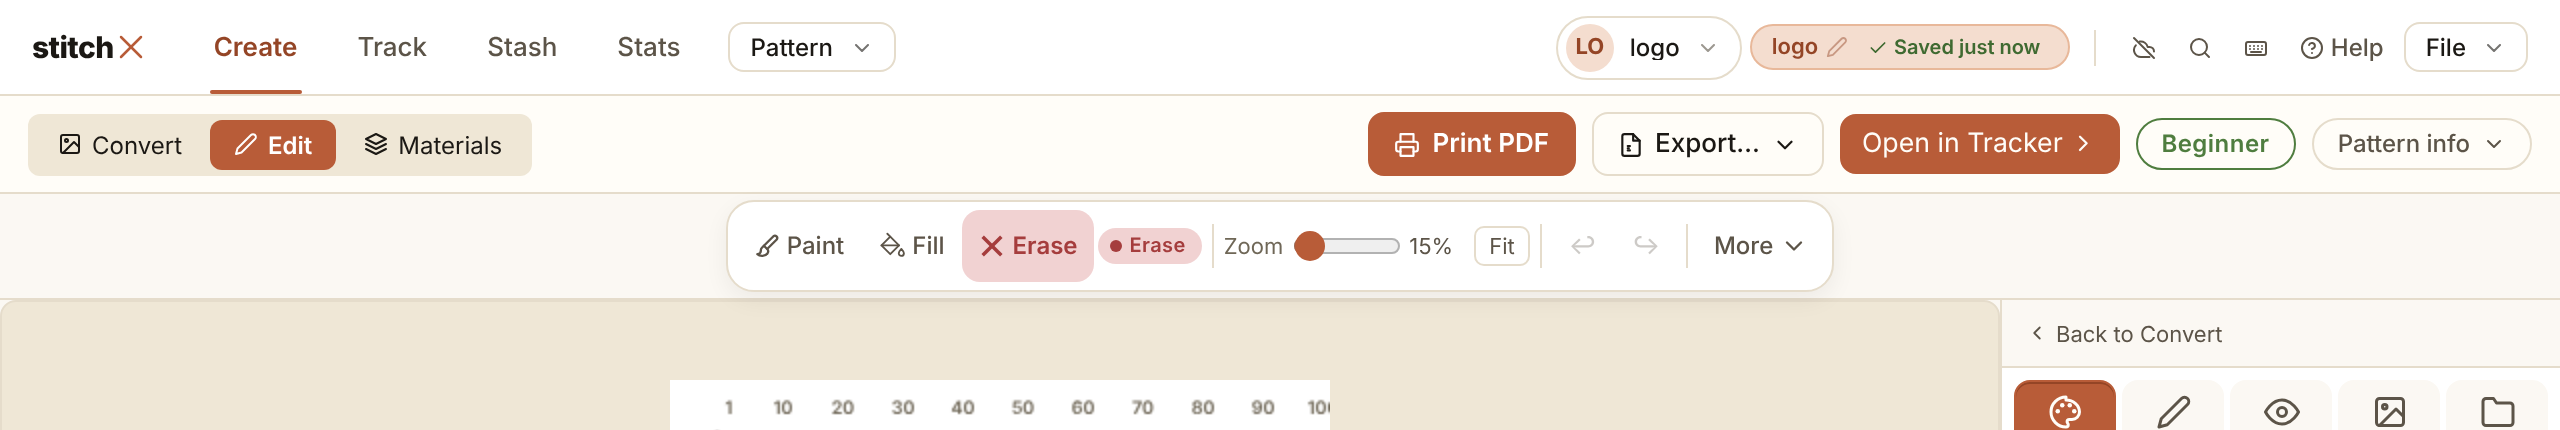 stitch Create Track Stash Stats Pattern LO logo logo Saved just now Help File
Convert Edit Materials Print PDF Export... Open in Tracker Beginner Pattern info
Paint Fill Erase Erase Zoom 15% Fit More
Back to Convert
1 10 20 30 40 50 60 70 80 90 100